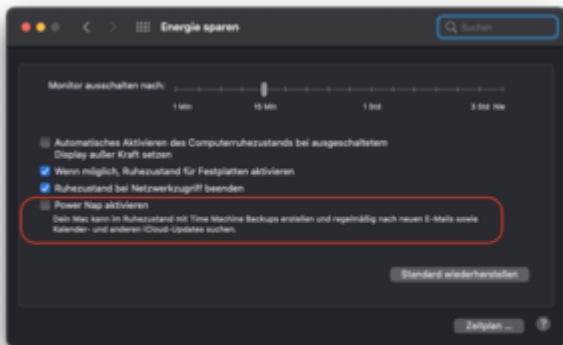 Energie sparen
Suchen
Monitor ausschalten nach:
1 Min 15 Min 1 Std 3 Std Nie
Automatisches Aktivieren des Computerruhezustands bei ausgeschaltetem
Display außer Kraft setzen
Wenn möglich, Ruhezustand für Festplatten aktivieren
Ruhezustand bei Netzwerkzugriff beenden
Power Nap aktivieren
Dein Mac kann im Ruhezustand mit Time Machine Backups erstellen und regelmäßig nach neuen E-Mails sowie
Kalender- und anderen iCloud-Updates suchen.
Standard wiederherstellen
Zeitplan ... ?